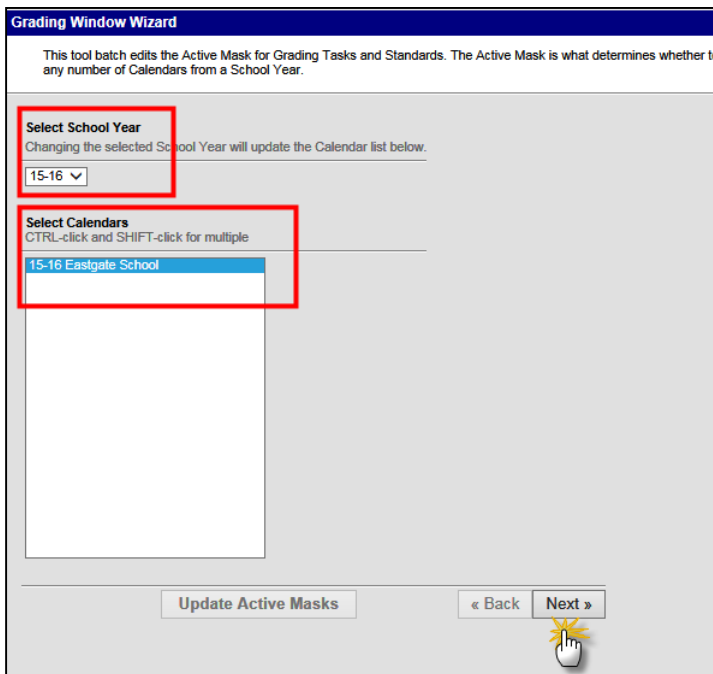 Grading Window Wizard
This tool batch edits the Active Mask for Grading Tasks and Standards. The Active Mask is what determines whether
any number of Calendars from a School Year.
Select School Year
Changing the selected School Year will update the Calendar list below.
15-16
Select Calendars
CTRL-click and SHIFT-click for multiple
15-16 Eastgate School
Update Active Masks
« Back
Next »